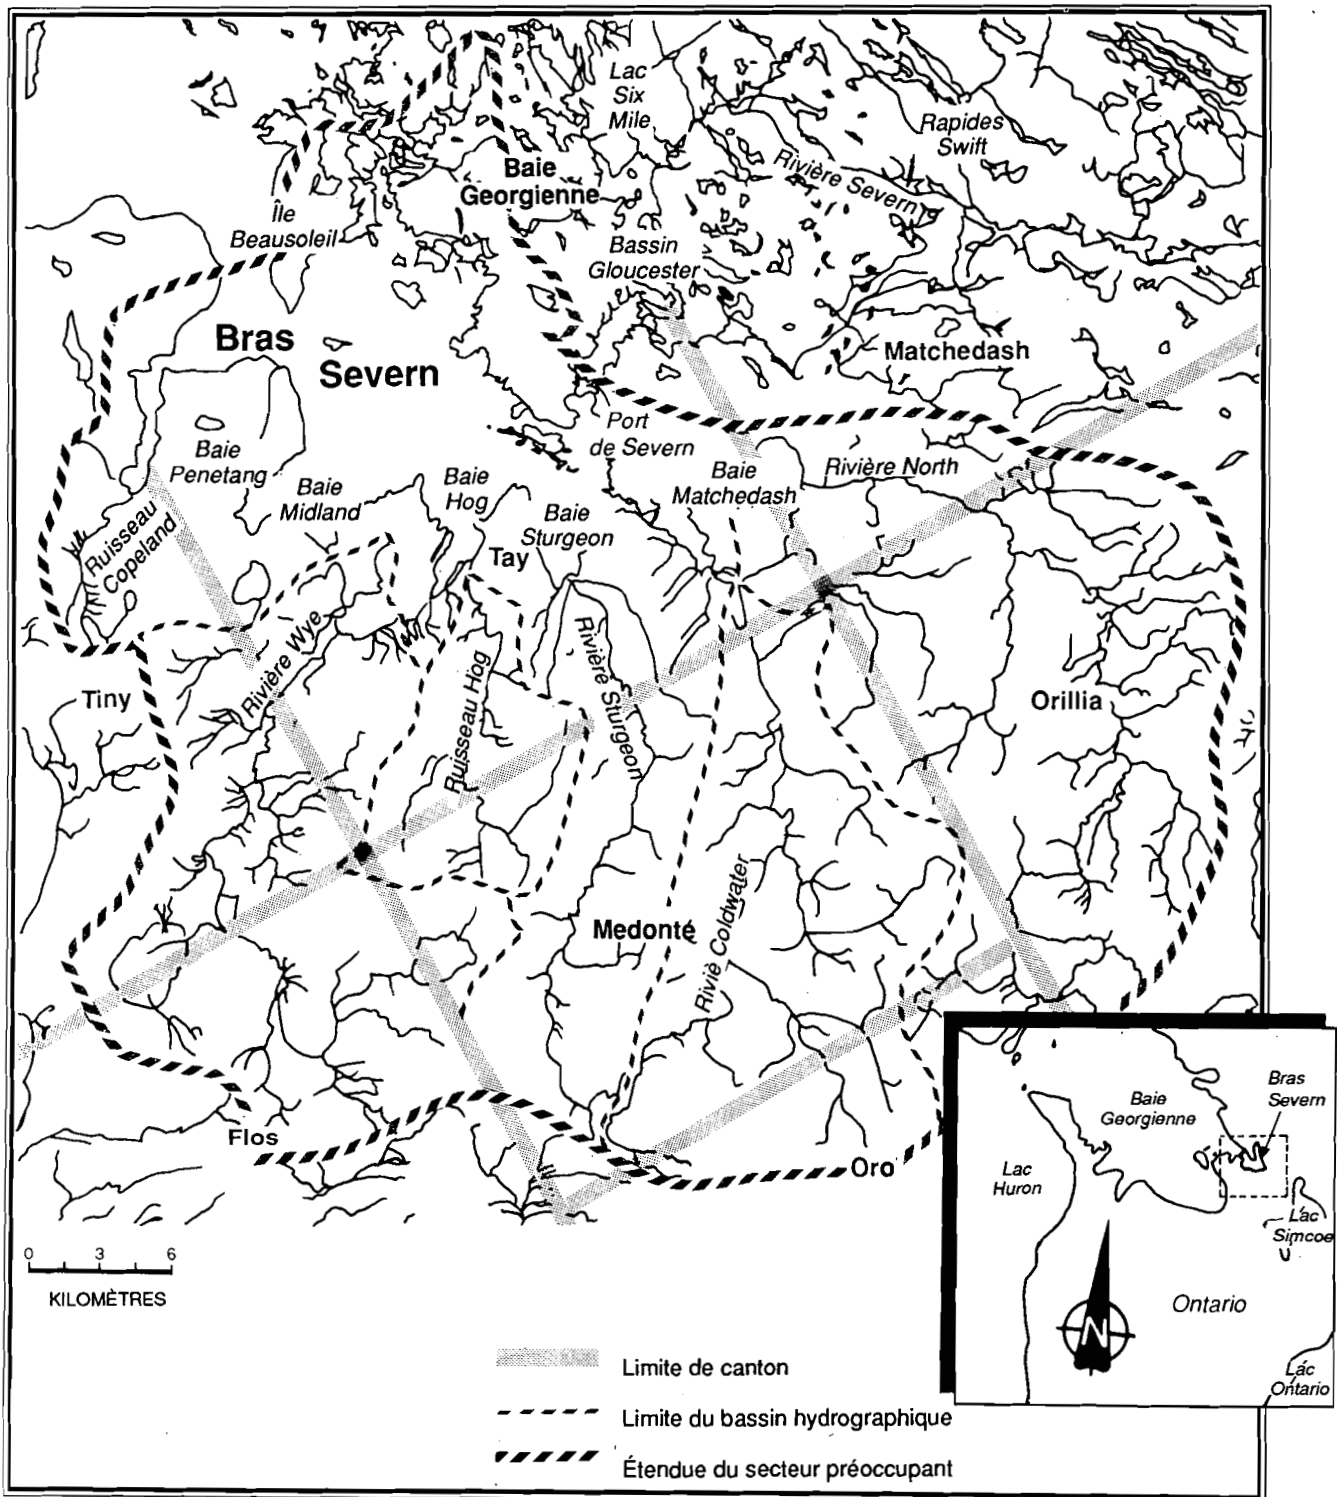 Lac
Six
Mile
Rapides
Swift
Rivière Severn
Baie
Georgienne
Île
Beausoleil
Bassin
Gloucester
Bras
Severn
Matchedash
Port
de Severn
Baie
Penetang
Baie
Midland
Baie
Hog
Baie
Matchedash
Rivière North
Baie
Sturgeon
Tay
Ruisseau
Copeland
Rivière Wye
Ruisseau Hog
Rivière Sturgeon
Tiny
Orillia
Medonté
Riviè Coldwater
Flos
Oro
0 3 6
KILOMÈTRES
Limite de canton
Limite du bassin hydrographique
Étendue du secteur préoccupant
Baie
Georgienne
Bras
Severn
Lac
Huron
Lac
Simcoe
Ontario
N
Lác
Ontario